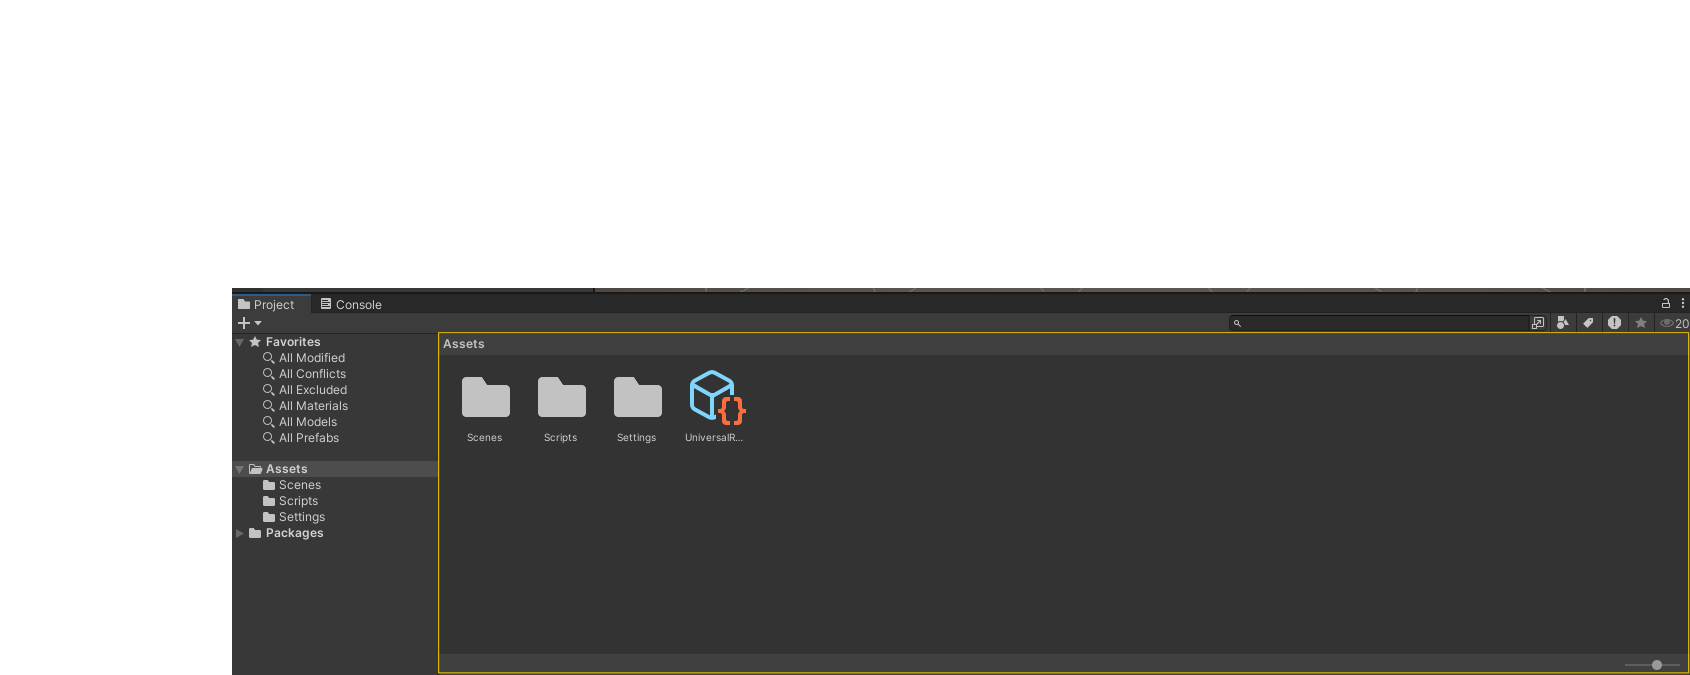 Project
Console
20
Favorites
All Modified
All Conflicts
All Excluded
All Materials
All Models
All Prefabs
Assets
Scenes
Scripts
Settings
Packages
Assets
Scenes
Scripts
Settings
UniversalR...